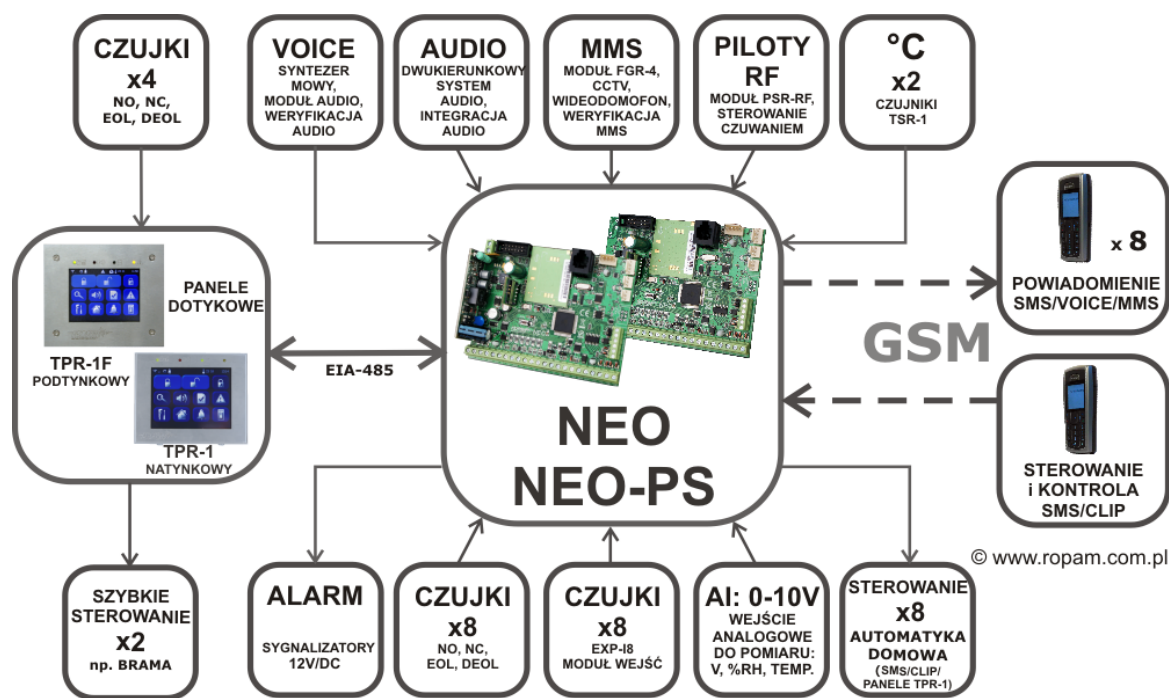 CZUJKI
x4
NO, NC,
EOL, DEOL
VOICE
SYNTEZER
MOWY,
MODUŁ AUDIO,
WERYFIKACJA
AUDIO
AUDIO
DWUKIERUNKOWY
SYSTEM
AUDIO,
INTEGRACJA
AUDIO
MMS
MODUŁ FGR-4,
CCTV,
WIDEODOMOFON,
WERYFIKACJA
MMS
PILOTY
RF
MODUŁ PSR-RF,
STEROWANIE
CZUWANIEM
°C
x2
CZUJNIKI
TSR-1
PANELE
DOTYKOWE
TPR-1F
PODTYNKOWY
TPR-1
NATYNKOWY
EIA-485
NEO
NEO-PS
GSM
x 8
POWIADOMIENIE
SMS/VOICE/MMS
STEROWANIE
i KONTROLA
SMS/CLIP
© www.ropam.com.pl
SZYBKIE
STEROWANIE
x2
np. BRAMA
ALARM
SYGNALIZATORY
12V/DC
CZUJKI
x8
NO, NC,
EOL, DEOL
CZUJKI
x8
EXP-I8
MODUŁ WEJŚĆ
AI: 0-10V
WEJŚCIE
ANALOGOWE
DO POMIARU:
V, %RH, TEMP.
STEROWANIE
x8
AUTOMATYKA
DOMOWA
(SMS/CLIP/
PANELE TPR-1)